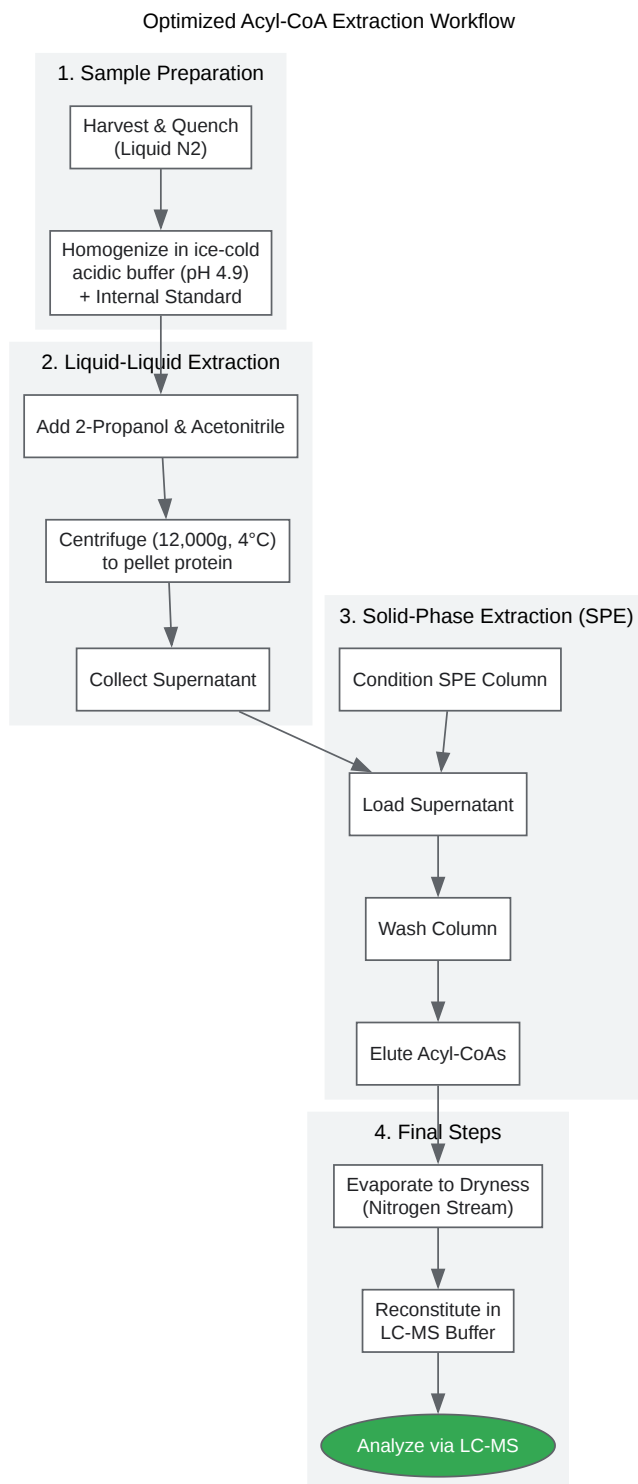 Optimized Acyl-CoA Extraction Workflow
1. Sample Preparation
Harvest & Quench
(Liquid N2)
Homogenize in ice-cold
acidic buffer (pH 4.9)
+ Internal Standard
2. Liquid-Liquid Extraction
Add 2-Propanol & Acetonitrile
Centrifuge (12,000g, 4°C)
to pellet protein
Collect Supernatant
3. Solid-Phase Extraction (SPE)
Condition SPE Column
Load Supernatant
Wash Column
Elute Acyl-CoAs
4. Final Steps
Evaporate to Dryness
(Nitrogen Stream)
Reconstitute in
LC-MS Buffer
Analyze via LC-MS